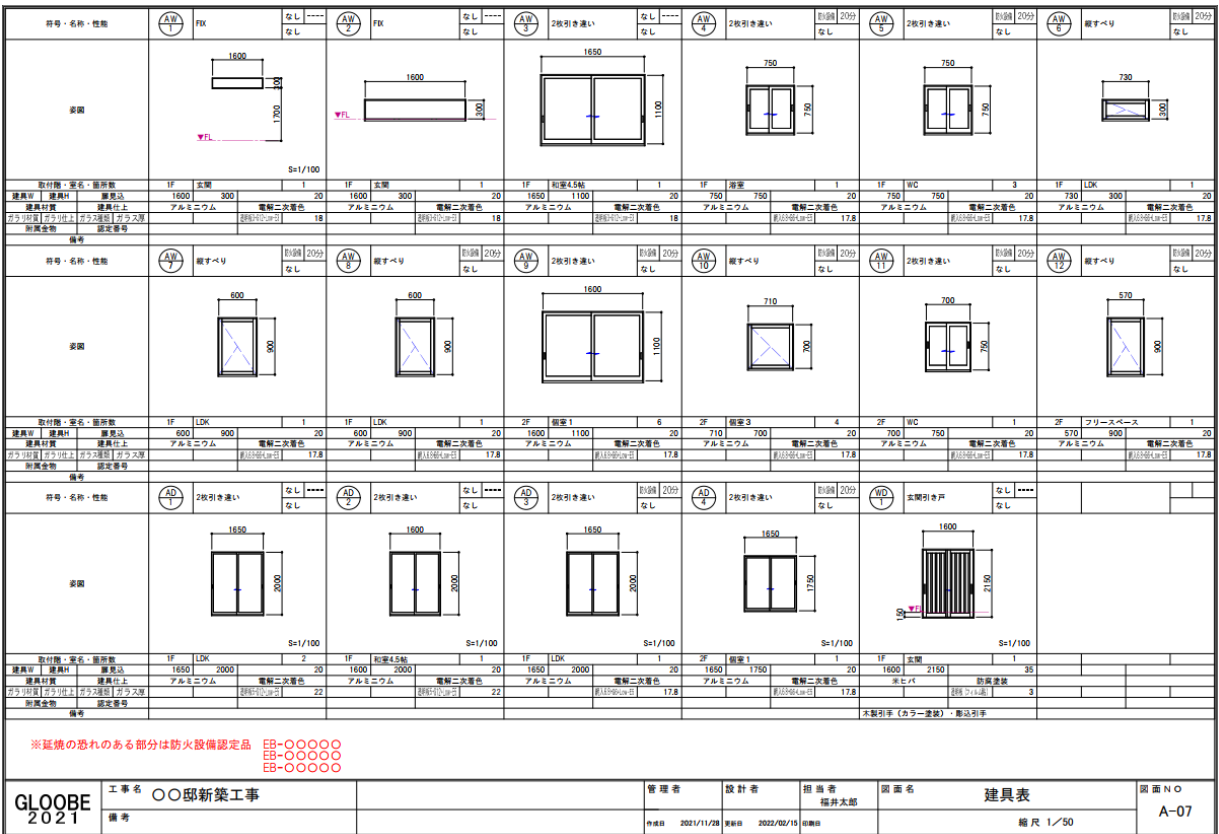 符号・名称・性能 AW 1 FIX なし ---- なし AW 2 FIX なし ---- なし AW 3 2枚引き違い なし ---- なし AW 4 2枚引き違い 防火設備 20分 なし AW 5 2枚引き違い 防火設備 20分 なし AW 6 縦すべり 防火設備 20分 なし
姿図
1600 300 1700 ▼FL S=1/100
1600 300 ▼FL
1650 1100
750 750
750 750
730 300
取付階・室名・箇所数 1F 玄関 1 1F 玄関 1 1F 和室4.5帖 1 1F 浴室 1 1F WC 3 1F LDK 1
建具W 建具H 扉見込 1600 300 20 1600 300 20 1650 1100 20 750 750 20 750 750 20 730 300 20
建具材質 建具仕上 アルミニウム 電解二次着色 アルミニウム 電解二次着色 アルミニウム 電解二次着色 アルミニウム 電解二次着色 アルミニウム 電解二次着色 アルミニウム 電解二次着色
ガラリ材質 ガラリ仕上 ガラス種類 ガラス厚 18 18 18 17.8 17.8 17.8
附属金物 認定番号
備考
符号・名称・性能 AW 7 縦すべり 防火設備 20分 なし AW 8 縦すべり 防火設備 20分 なし AW 9 2枚引き違い 防火設備 20分 なし AW 10 縦すべり 防火設備 20分 なし AW 11 2枚引き違い 防火設備 20分 なし AW 12 縦すべり 防火設備 20分 なし
姿図
600 900
600 900
1600 1100
710 700
700 750
570 900
取付階・室名・箇所数 1F LDK 1 1F LDK 1 2F 個室1 6 2F 個室3 4 2F WC 1 2F フリースペース 1
建具W 建具H 扉見込 600 900 20 600 900 20 1600 1100 20 710 700 20 700 750 20 570 900 20
建具材質 建具仕上 アルミニウム 電解二次着色 アルミニウム 電解二次着色 アルミニウム 電解二次着色 アルミニウム 電解二次着色 アルミニウム 電解二次着色 アルミニウム 電解二次着色
ガラリ材質 ガラリ仕上 ガラス種類 ガラス厚 17.8 17.8 17.8 17.8 17.8 17.8
附属金物 認定番号
備考
符号・名称・性能 AD 1 2枚引き違い なし ---- なし AD 2 2枚引き違い なし ---- なし AD 3 2枚引き違い 防火設備 20分 なし AD 4 2枚引き違い 防火設備 20分 なし WD 1 玄関引き戸 なし ---- なし
姿図
1650 2000
1600 2000 S=1/100
1650 2000 S=1/100
1650 1750 S=1/100
1600 2150 150 ▼FL S=1/100
取付階・室名・箇所数 1F LDK 2 1F 和室4.5帖 1 1F LDK 1 2F 個室1 1 1F 玄関 1
建具W 建具H 扉見込 1650 2000 20 1600 2000 20 1650 2000 20 1650 1750 20 1600 2150 35
建具材質 建具仕上 アルミニウム 電解二次着色 アルミニウム 電解二次着色 アルミニウム 電解二次着色 アルミニウム 電解二次着色 米ヒバ 防腐塗装
ガラリ材質 ガラリ仕上 ガラス種類 ガラス厚 22 22 17.8 17.8 3
附属金物 認定番号
備考 木製引手(カラー塗装)・彫込引手
※延焼の恐れのある部分は防火設備認定品 EB-〇〇〇〇〇
EB-〇〇〇〇〇
EB-〇〇〇〇〇
GLOOBE 2021
工事名 〇〇邸新築工事
備考
管理者 設計者 担当者 福井太郎
作成日 2021/11/28 更新日 2022/02/15 印刷日
図面名 建具表
縮尺 1/50
図面NO
A-07